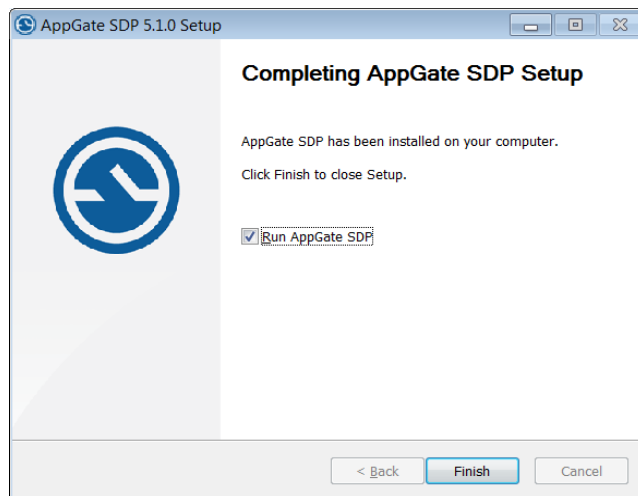 AppGate SDP 5.1.0 Setup
Completing AppGate SDP Setup
AppGate SDP has been installed on your computer.
Click Finish to close Setup.
Run AppGate SDP
< Back
Finish
Cancel